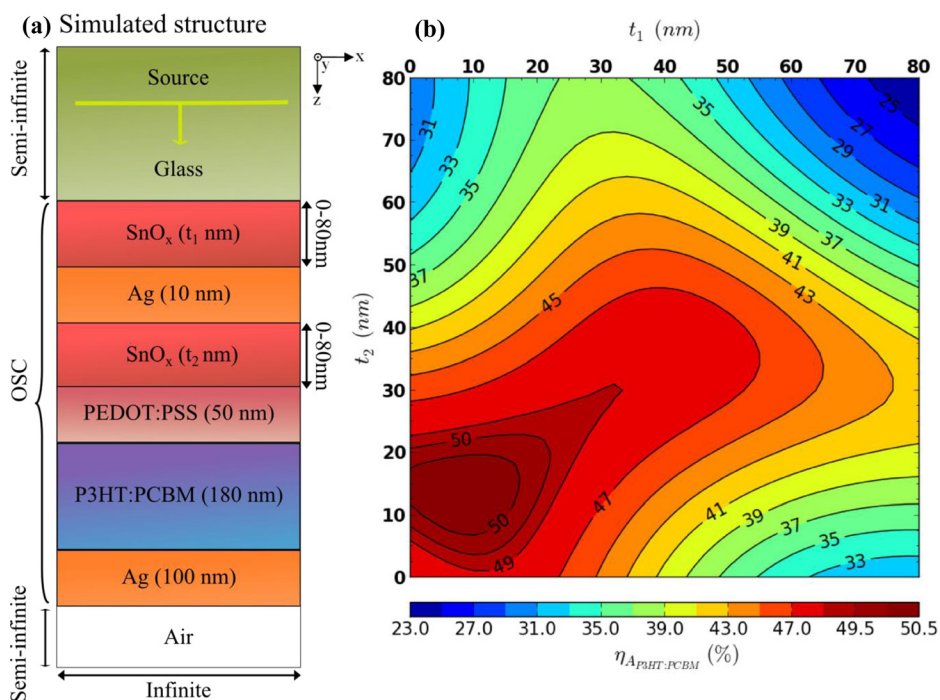 (a) Simulated structure
Semi-infinite
Source
Glass
x
y
z
OSC
SnOₓ (t₁ nm)
0-80nm
Ag (10 nm)
SnOₓ (t₂ nm)
0-80nm
PEDOT:PSS (50 nm)
P3HT:PCBM (180 nm)
Ag (100 nm)
Semi-infinite
Air
Infinite
(b)
t₁ (nm)
0 10 20 30 40 50 60 70 80
t₂ (nm)
80
70
60
50
40
30
20
10
0
31
33
35
37
45
35
25
27
29
31
33
37
39
41
43
50
50
49
47
41
39
37
35
33
23.0 27.0 31.0 35.0 39.0 43.0 47.0 49.5 50.5
η_A_P3HT:PCBM (%)